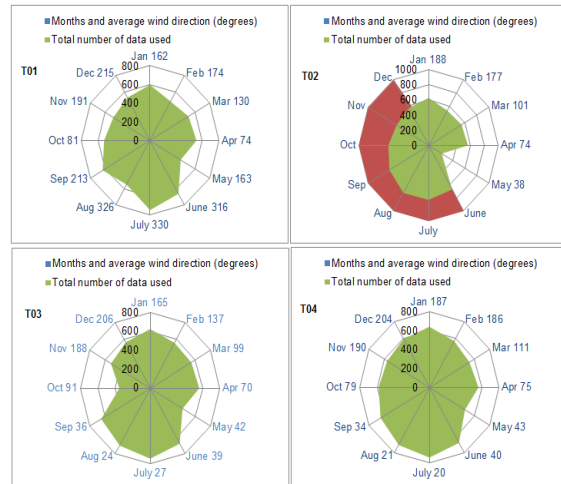 Months and average wind direction (degrees)
Total number of data used
T01
Jan 162
Feb 174
Mar 130
Apr 74
May 163
June 316
July 330
Aug 326
Sep 213
Oct 81
Nov 191
Dec 215
800
600
400
200
0
Months and average wind direction (degrees)
Total number of data used
T02
Jan 188
Feb 177
Mar 101
Apr 74
May 38
June
July
Aug
Sep
Oct
Nov
Dec
1000
800
600
400
200
0
Months and average wind direction (degrees)
Total number of data used
T03
Jan 165
Feb 137
Mar 99
Apr 70
May 42
June 39
July 27
Aug 24
Sep 36
Oct 91
Nov 188
Dec 206
800
600
400
200
0
Months and average wind direction (degrees)
Total number of data used
T04
Jan 187
Feb 186
Mar 111
Apr 75
May 43
June 40
July 20
Aug 21
Sep 34
Oct 79
Nov 190
Dec 204
800
600
400
200
0